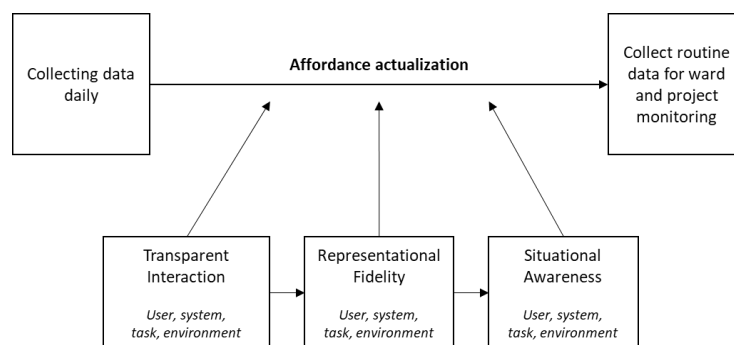 Collecting data
daily
Affordance actualization
Collect routine
data for ward
and project
monitoring
Transparent
Interaction
User, system,
task, environment
Representational
Fidelity
User, system,
task, environment
Situational
Awareness
User, system,
task, environment